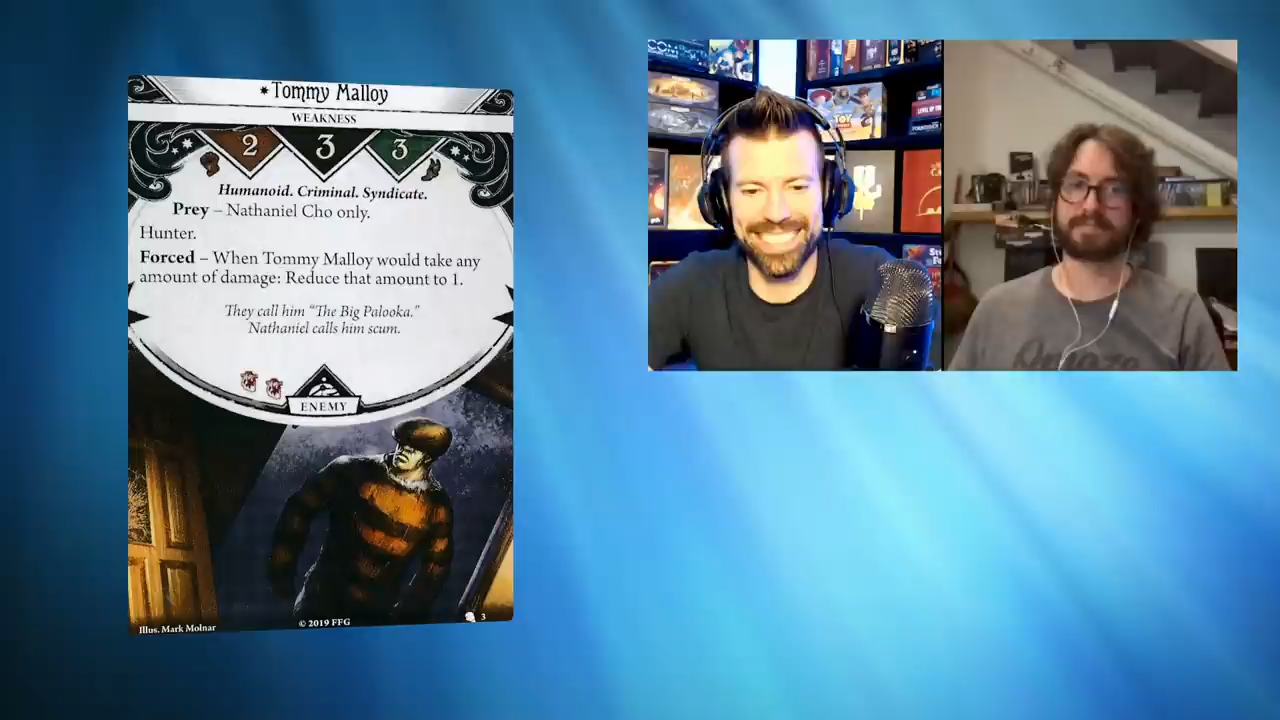 *Tommy Malloy
WEAKNESS
2 3 3
Humanoid. Criminal. Syndicate.
Prey – Nathaniel Cho only.
Hunter.
Forced – When Tommy Malloy would take any
amount of damage: Reduce that amount to 1.
They call him “The Big Palooka.”
Nathaniel calls him scum.
ENEMY
Illus. Mark Molnar
© 2019 FFG
3
TOY